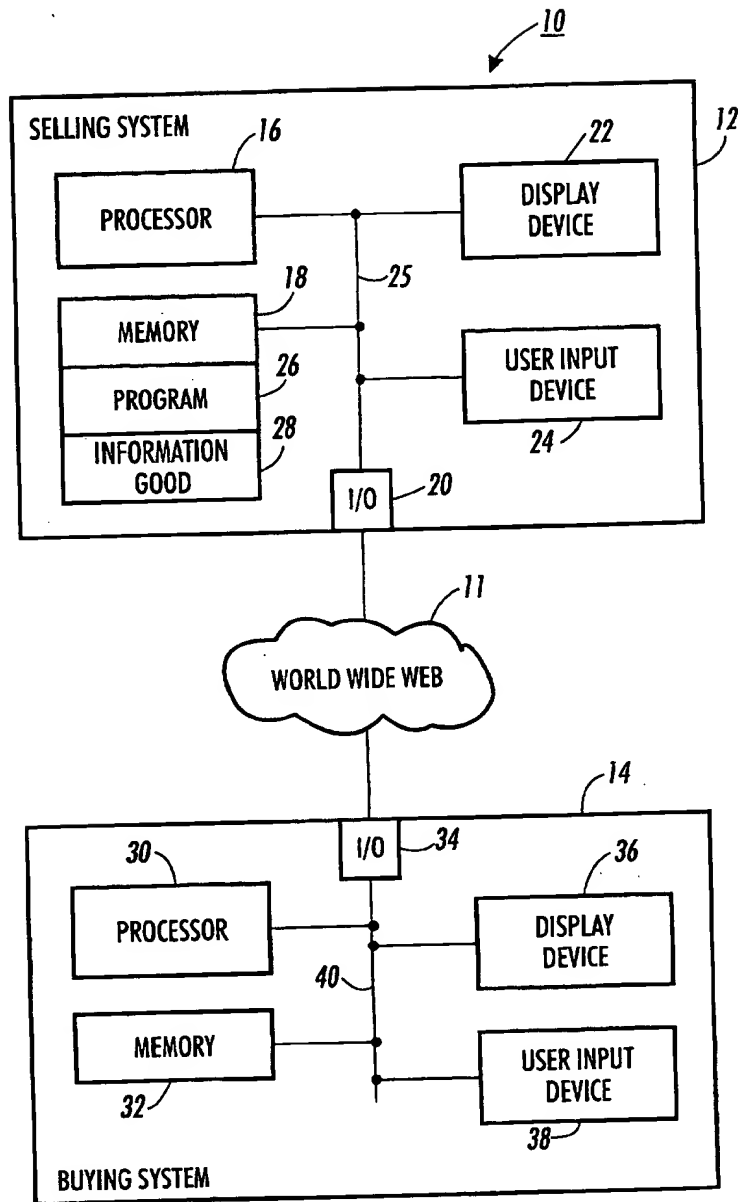 10
SELLING SYSTEM
12
16
22
PROCESSOR
DISPLAY
DEVICE
25
18
MEMORY
26
PROGRAM
USER INPUT
DEVICE
28
INFORMATION
GOOD
24
I/O
20
11
WORLD WIDE WEB
14
I/O
34
30
36
PROCESSOR
DISPLAY
DEVICE
40
MEMORY
USER INPUT
DEVICE
32
38
BUYING SYSTEM